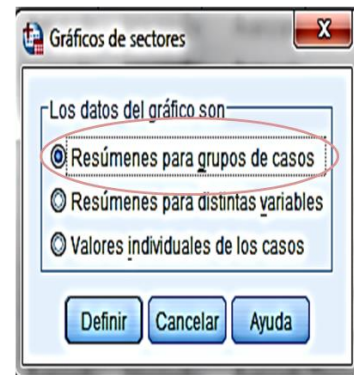 Gráficos de sectores
Los datos del gráfico son
Resúmenes para grupos de casos
Resúmenes para distintas variables
Valores individuales de los casos
Definir Cancelar Ayuda